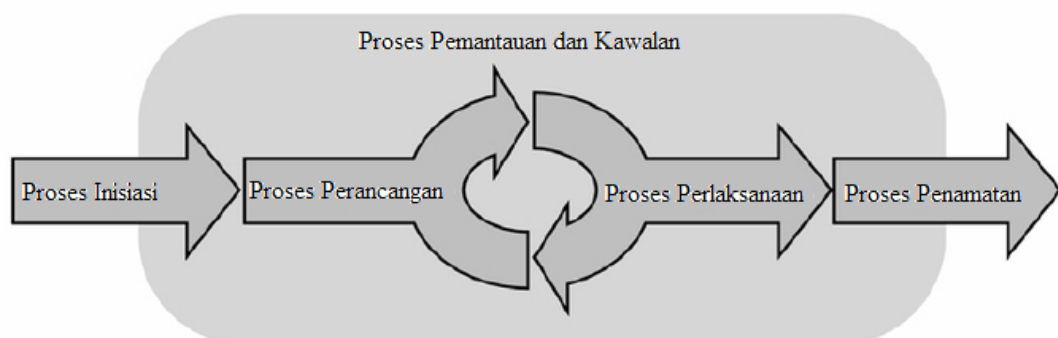 Proses Pemantauan dan Kawalan
Proses Inisiasi
Proses Perancangan
Proses Perlaksanaan
Proses Penamatan